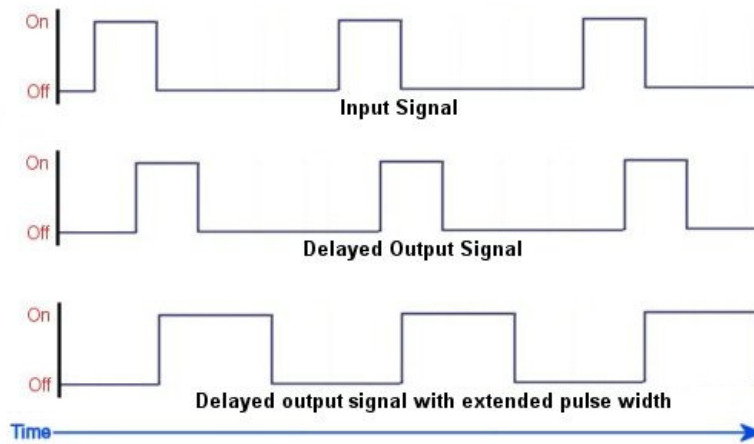 On
Off
Input Signal
On
Off
Delayed Output Signal
On
Off
Delayed output signal with extended pulse width
Time